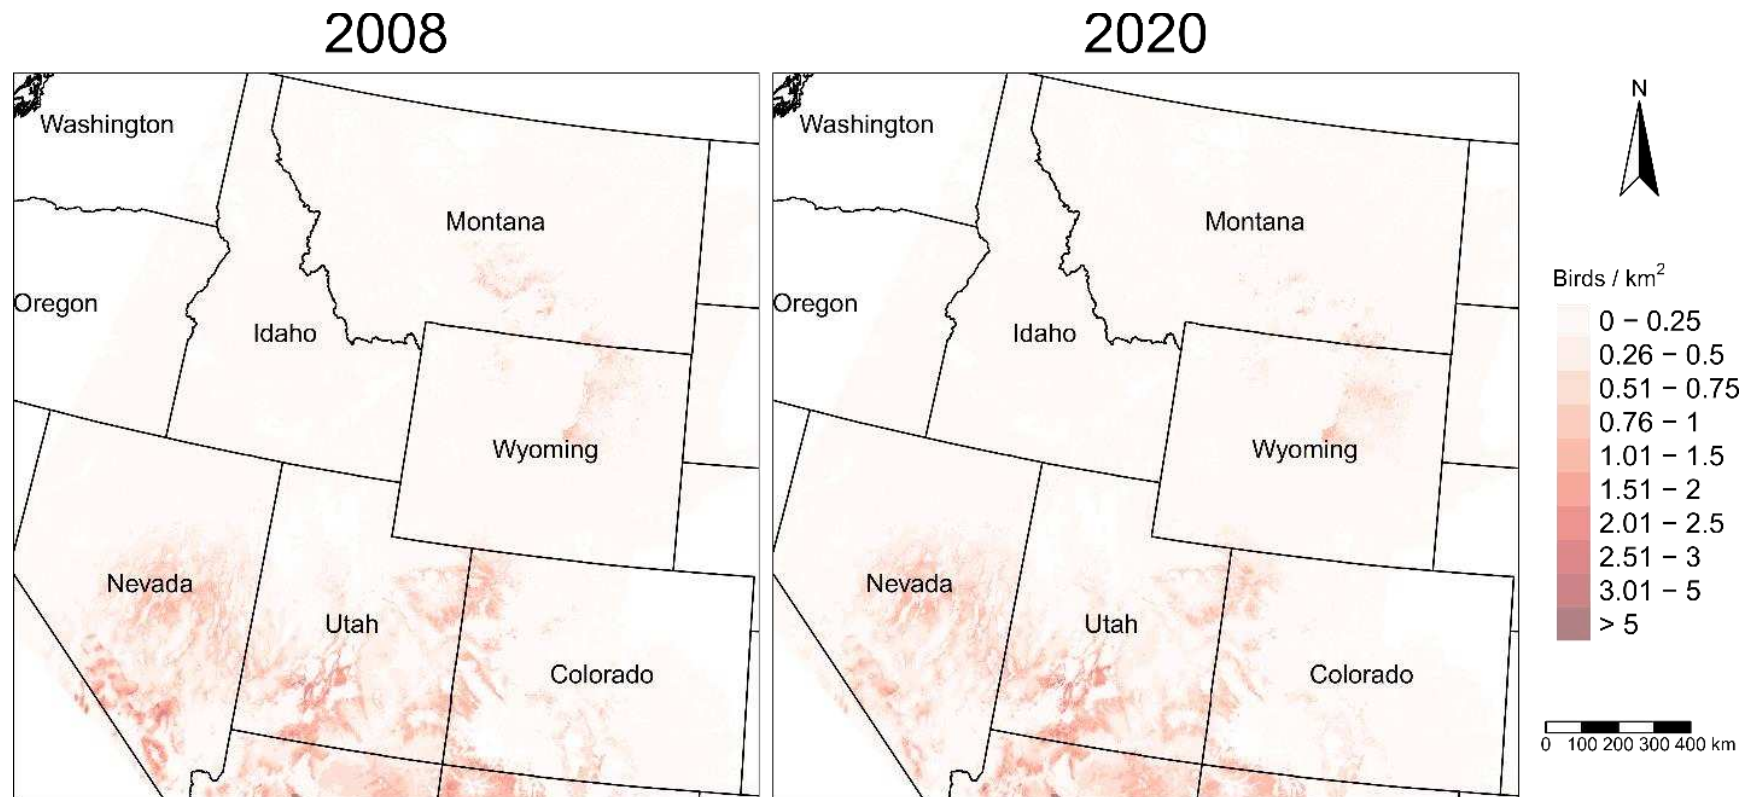 2008
2020
Washington
Montana
Oregon
Idaho
Wyoming
Nevada
Utah
Colorado
Washington
Montana
Oregon
Idaho
Wyoming
Nevada
Utah
Colorado
N
Birds / km²
0 − 0.25
0.26 − 0.5
0.51 − 0.75
0.76 − 1
1.01 − 1.5
1.51 − 2
2.01 − 2.5
2.51 − 3
3.01 − 5
> 5
0 100 200 300 400 km